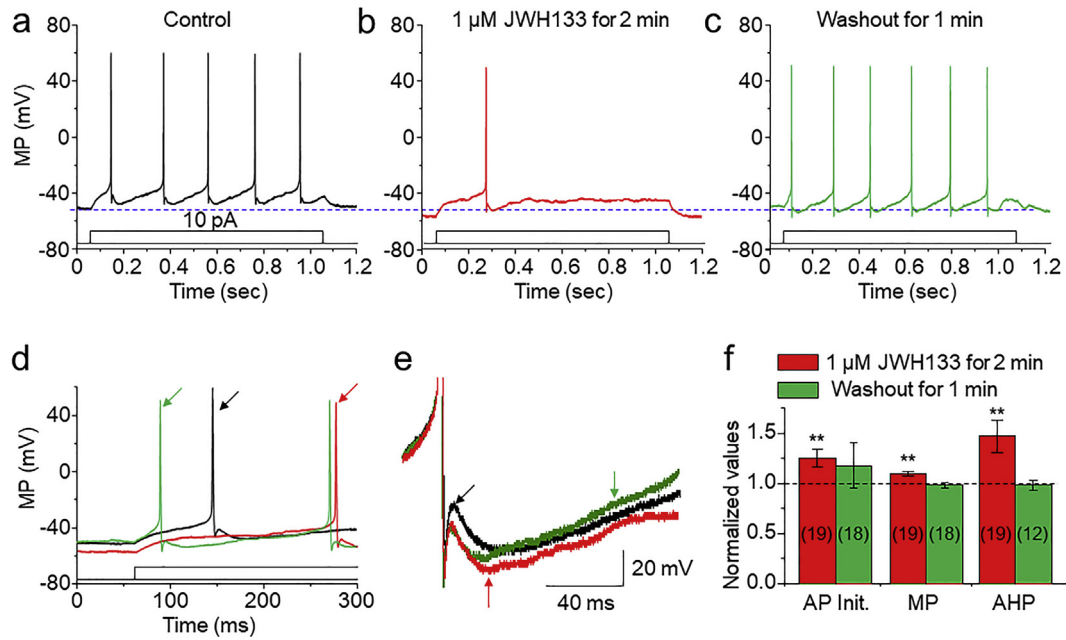 a
Control
b
1 µM JWH133 for 2 min
c
Washout for 1 min
MP (mV)
80
40
0
-40
-80
10 pA
0 0.2 0.4 0.6 0.8 1.0 1.2
Time (sec)
80
40
0
-40
-80
0 0.2 0.4 0.6 0.8 1.0 1.2
Time (sec)
80
40
0
-40
-80
0 0.2 0.4 0.6 0.8 1.0 1.2
Time (sec)
d
MP (mV)
40
0
-40
-80
0 100 200 300
Time (ms)
e
20 mV
40 ms
f
1 µM JWH133 for 2 min
Washout for 1 min
Normalized values
1.5
1.0
0.5
0.0
**
**
**
(19) (18) (19) (18) (19) (12)
AP Init. MP AHP